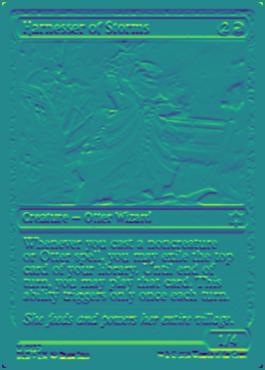 Harnesser of Storms
Creature — Otter Wizard
Whenever you cast a noncreature
or Otter spell, you may exile the top
card of your library. Until end of
turn, you may play that card. This
ability triggers only once each turn.
She feeds and powers her entire village.
1/4